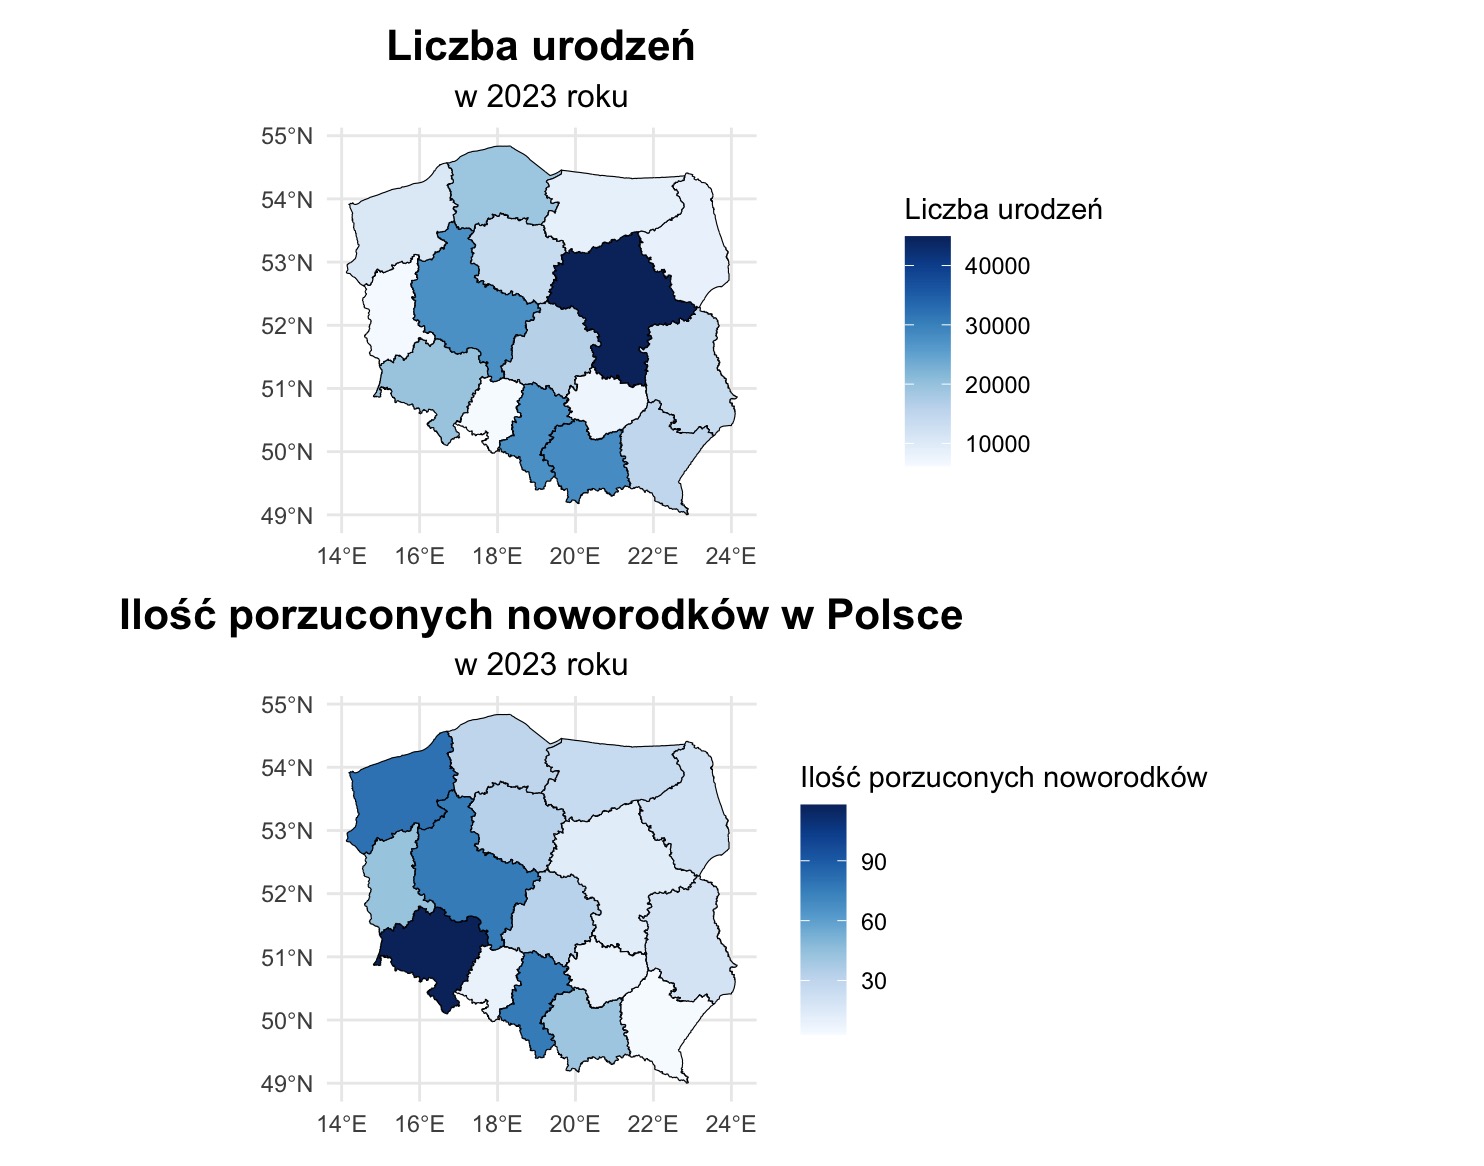 Liczba urodzeń
w 2023 roku
55°N
54°N
53°N
52°N
51°N
50°N
49°N
14°E 16°E 18°E 20°E 22°E 24°E
Liczba urodzeń
40000
30000
20000
10000
Ilość porzuconych noworodków w Polsce
w 2023 roku
55°N
54°N
53°N
52°N
51°N
50°N
49°N
14°E 16°E 18°E 20°E 22°E 24°E
Ilość porzuconych noworodków
90
60
30